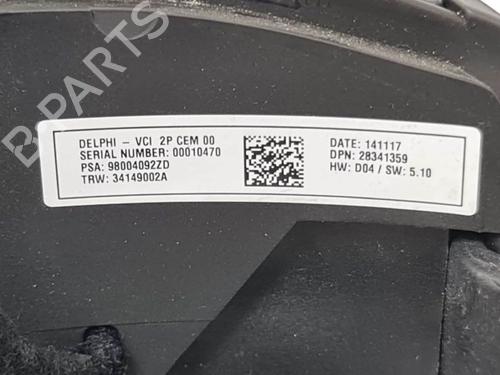 DELPHI - VCI 2P CEM 00
SERIAL NUMBER: 00010470
PSA: 98004092ZD
TRW: 34149002A
DATE: 141117
DPN: 28341359
HW: D04 / SW: 5.10
B-PARTS